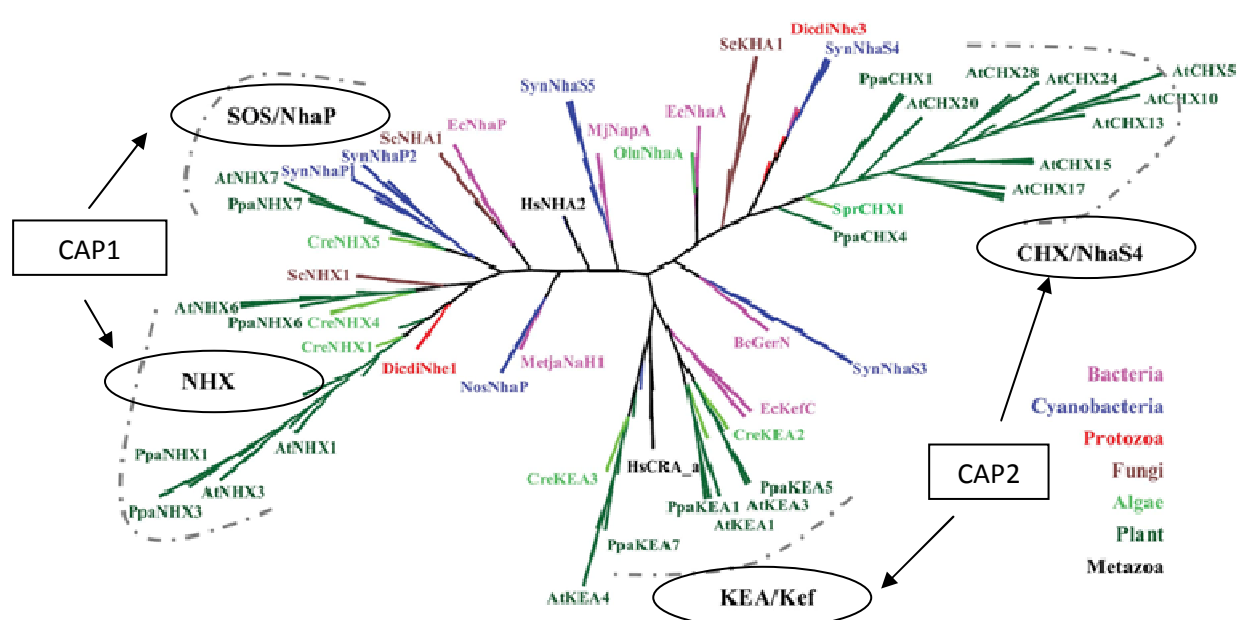 DicdiNhe3
ScKHA1
SynNhaS4
AtCHX28
AtCHX5
PpaCHX1
AtCHX24
AtCHX10
AtCHX20
AtCHX13
SynNhaS5
SOS/NhaP
EcNhaP
EcNhaA
MjNapA
ScNHA1
OluNhaA
SynNhaP2
SynNhaP1
AtCHX15
AtNHX7
AtCHX17
PpaNHX7
HsNHA2
SprCHX1
CAP1
CreNHX5
PpaCHX4
CHX/NhaS4
ScNHX1
AtNHX6
PpaNHX6
CreNHX4
CreNHX1
BcGerN
DicdiNhe1
MetjaNaH1
SynNhaS3
NHX
NosNhaP
Bacteria
EcKefC
Cyanobacteria
CreKEA2
Protozoa
AtNHX1
PpaNHX1
HsCRA_a
CAP2
Fungi
CreKEA3
AtNHX3
PpaKEA5
Algae
PpaNHX3
PpaKEA1
AtKEA3
AtKEA1
Plant
PpaKEA7
Metazoa
AtKEA4
KEA/Kef